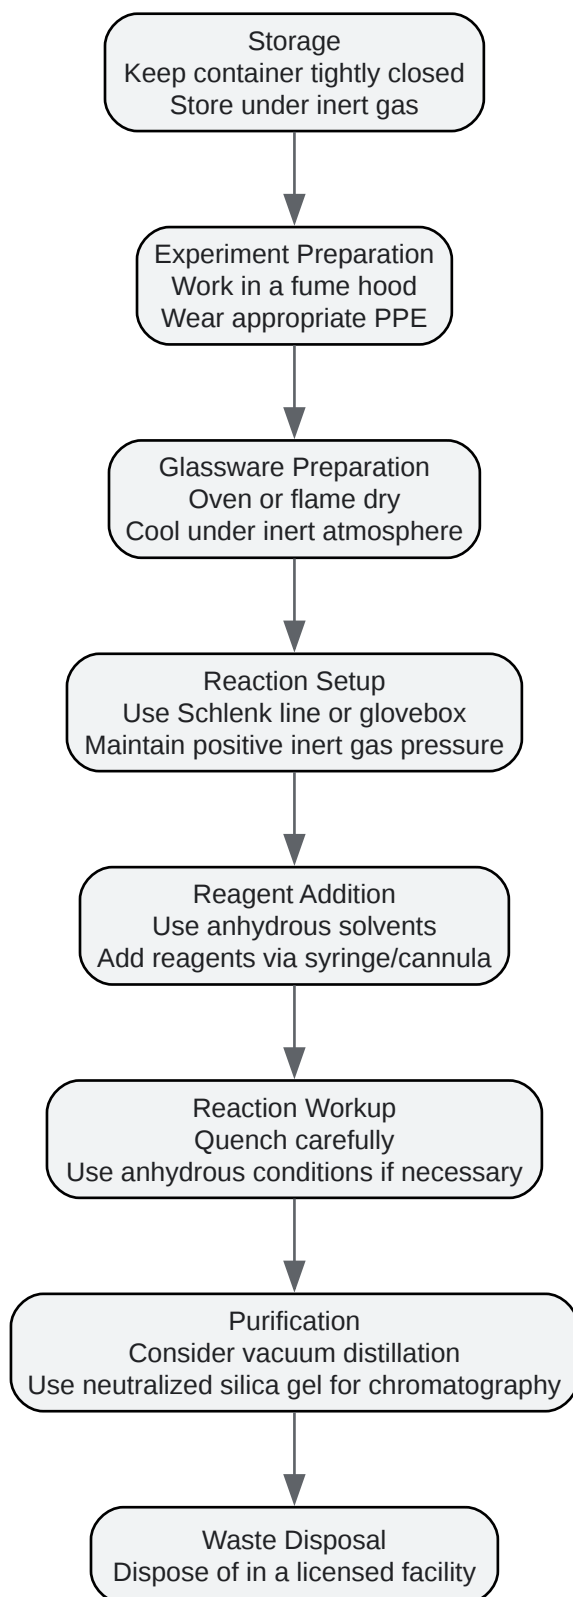 Storage
Keep container tightly closed
Store under inert gas
Experiment Preparation
Work in a fume hood
Wear appropriate PPE
Glassware Preparation
Oven or flame dry
Cool under inert atmosphere
Reaction Setup
Use Schlenk line or glovebox
Maintain positive inert gas pressure
Reagent Addition
Use anhydrous solvents
Add reagents via syringe/cannula
Reaction Workup
Quench carefully
Use anhydrous conditions if necessary
Purification
Consider vacuum distillation
Use neutralized silica gel for chromatography
Waste Disposal
Dispose of in a licensed facility